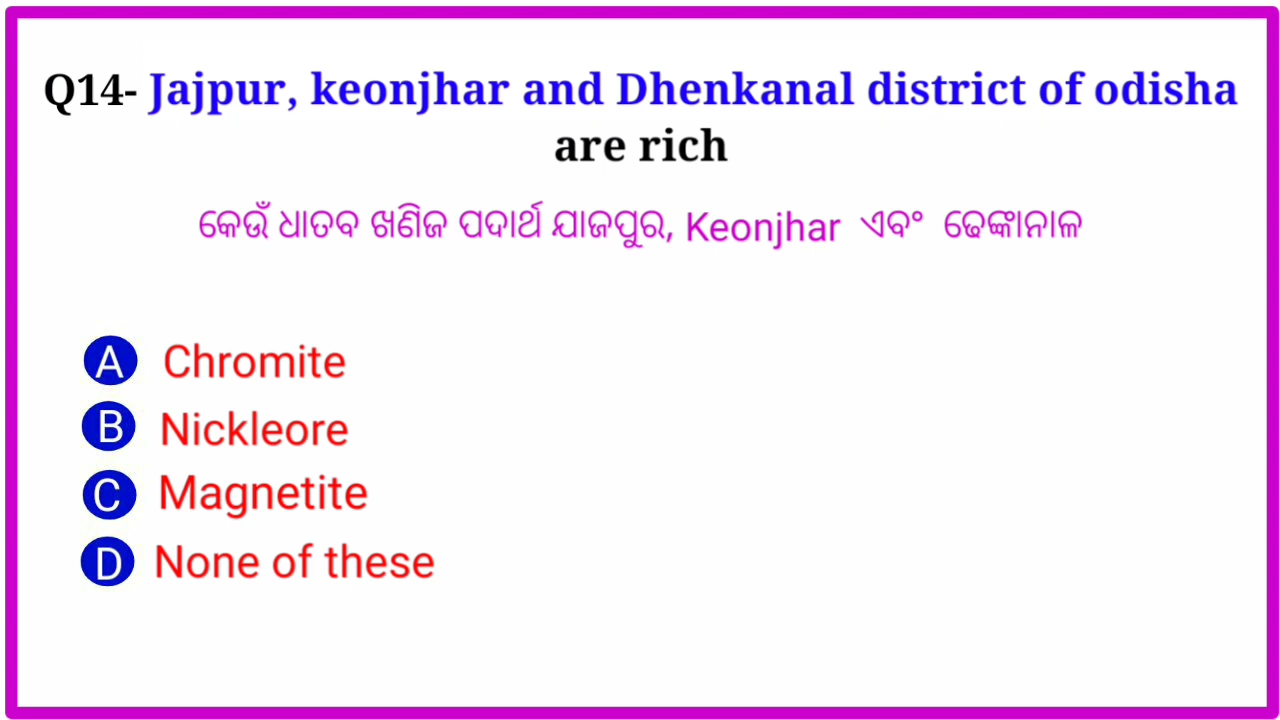 Q14- Jajpur, keonjhar and Dhenkanal district of odisha
are rich
କେଉଁ ଧାତବ ଖଣିଜ ପଦାର୍ଥ ଯାଜପୁର, Keonjhar ଏବଂ ଢେଙ୍କାନାଳ
A Chromite
B Nickleore
C Magnetite
D None of these